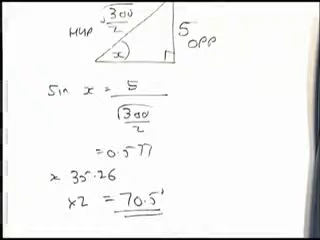 √300/2
HYP
5
OPP
x
Sin x = 5 / (√300/2)
= 0.577
x 35.26
x2 = 70.5°